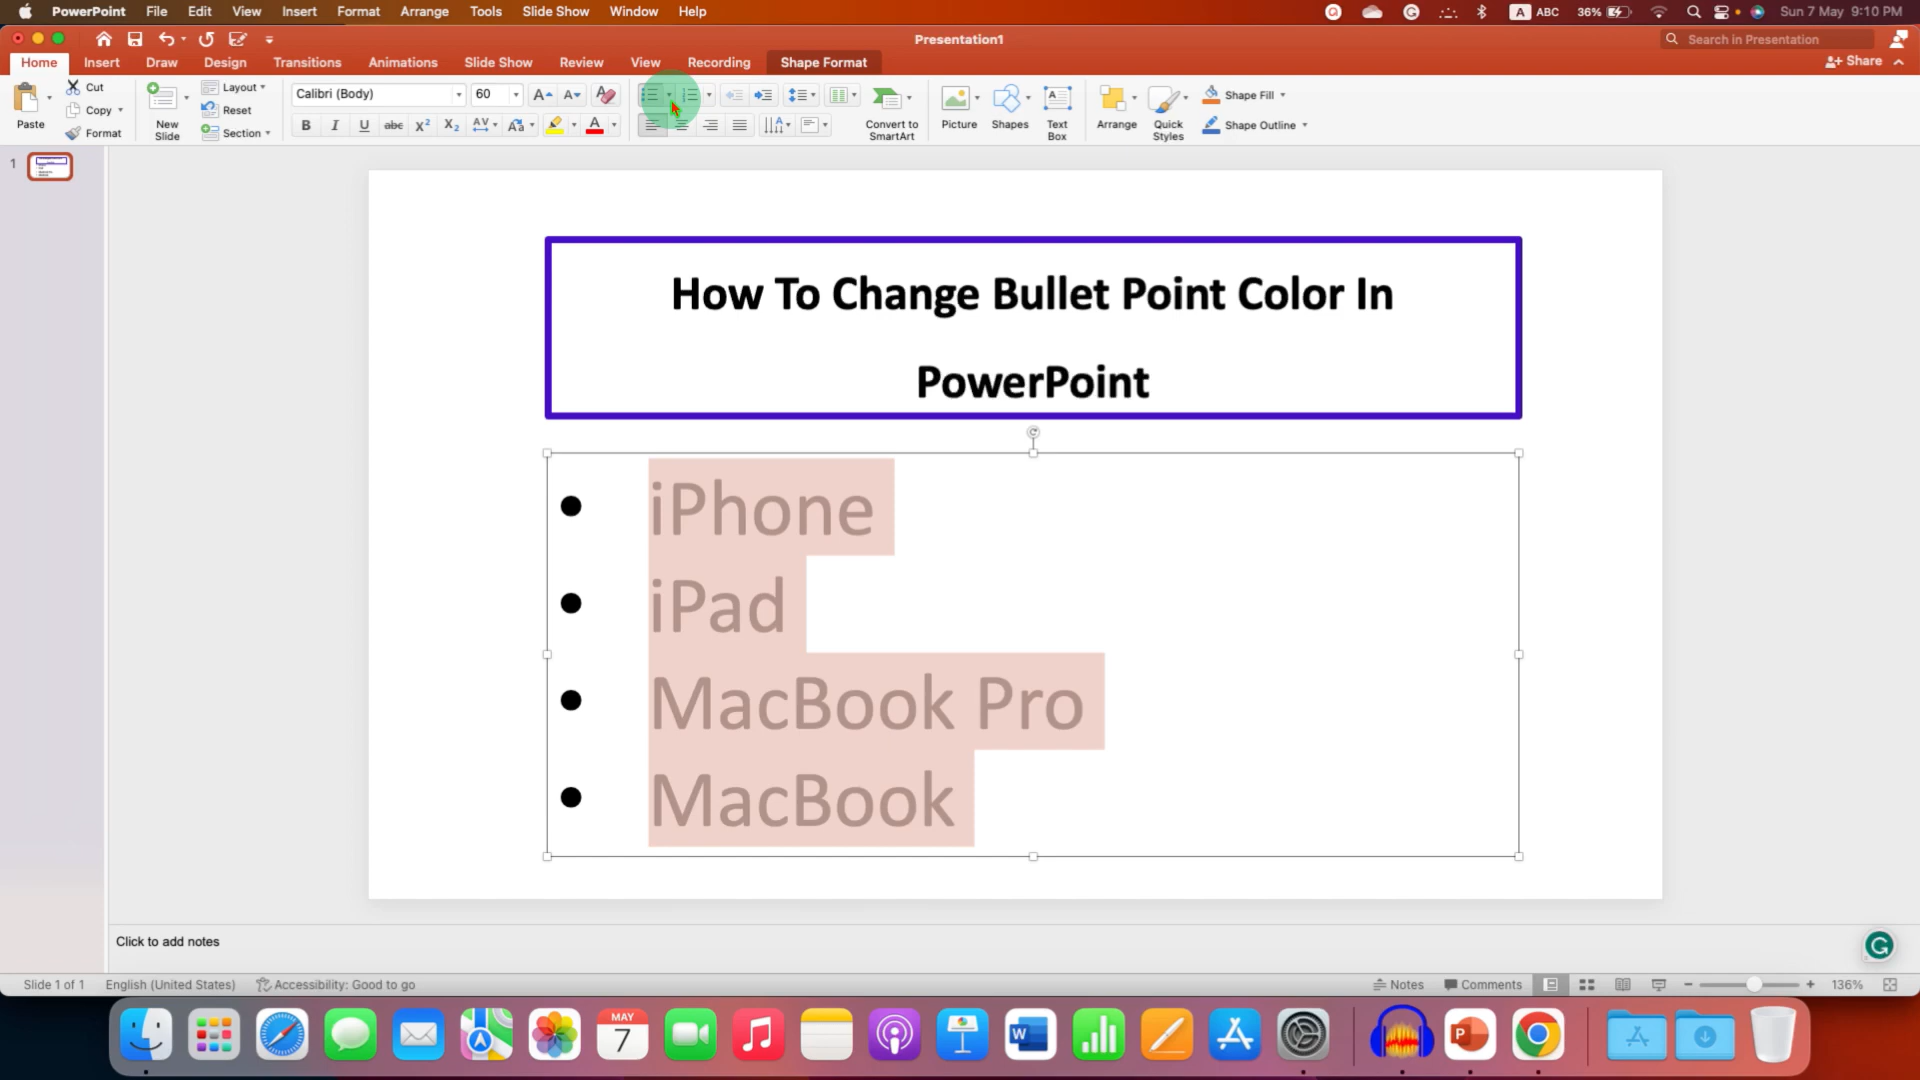 PowerPoint File Edit View Insert Format Arrange Tools Slide Show Window Help A ABC 36% Sun 7 May 9:10 PM
Presentation1 Search in Presentation
Home Insert Draw Design Transitions Animations Slide Show Review View Recording Shape Format Share
Paste Cut Copy Format
New Slide Layout Reset Section
Calibri (Body) 60
Convert to SmartArt Picture Shapes Text Box Arrange Quick Styles Shape Fill Shape Outline
1
How To Change Bullet Point Color In
PowerPoint
• iPhone
• iPad
• MacBook Pro
• MacBook
Click to add notes
Slide 1 of 1 English (United States) Accessibility: Good to go Notes Comments 136%
MAY
7